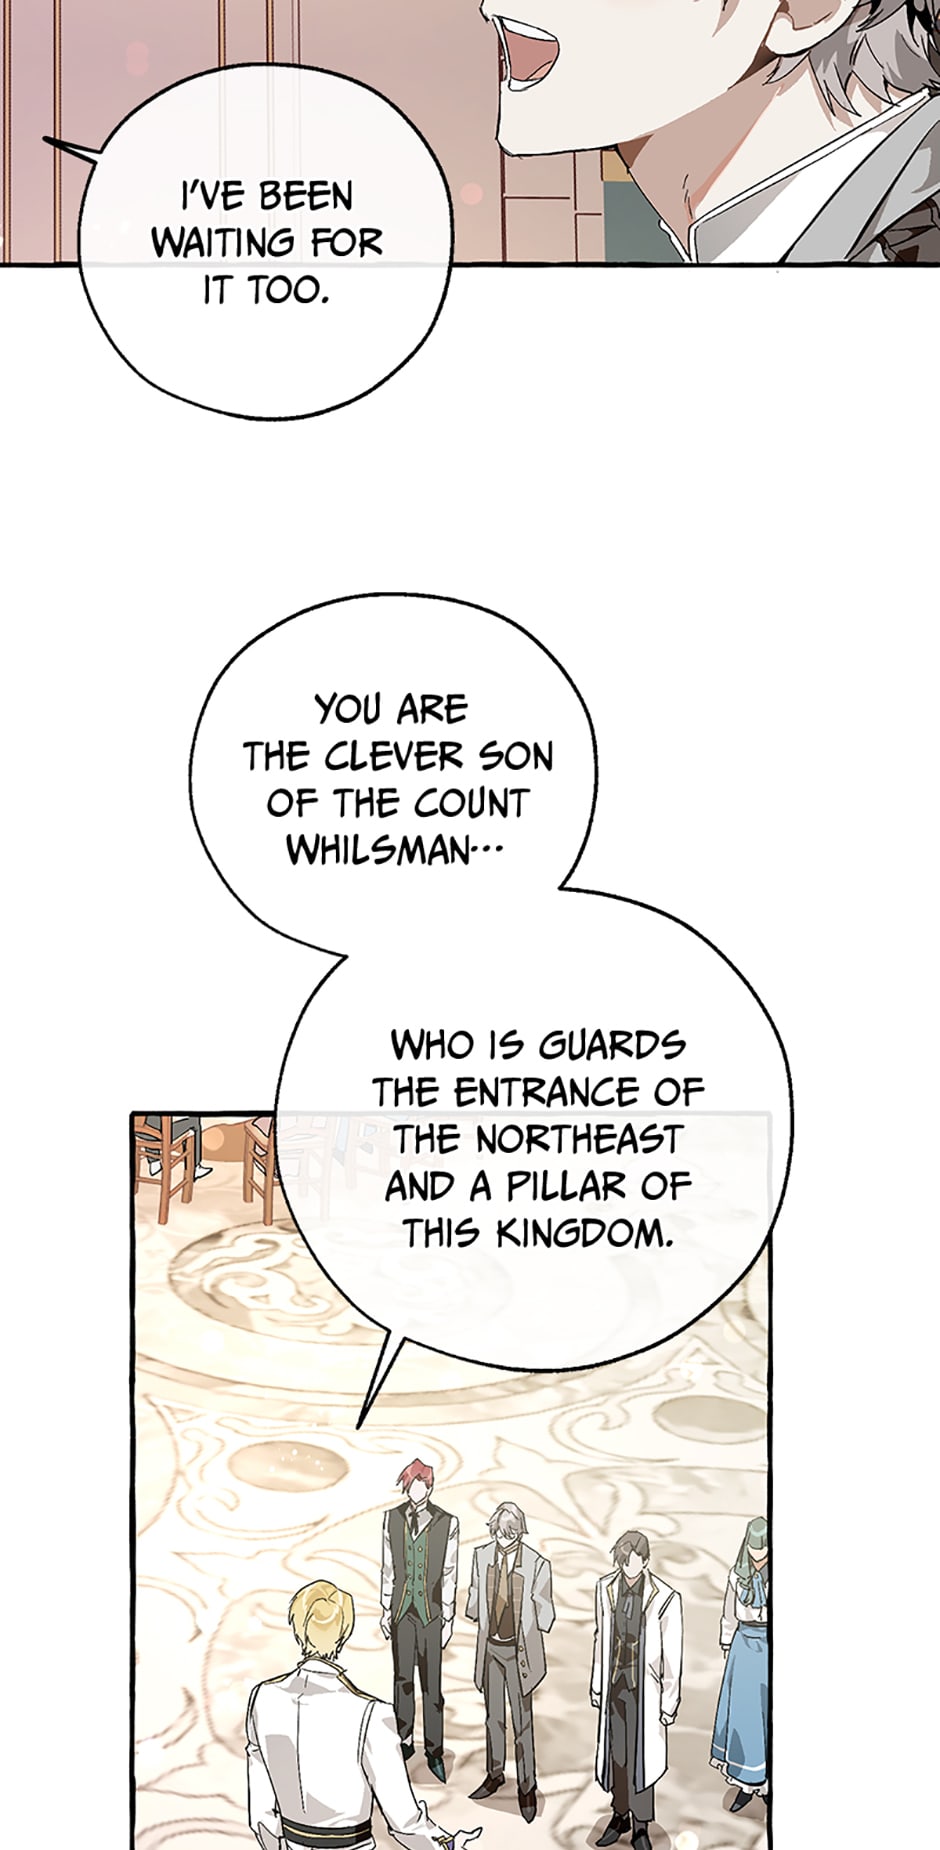 I'VE BEEN
WAITING FOR
IT TOO.
YOU ARE
THE CLEVER SON
OF THE COUNT
WHILSMAN...
WHO IS GUARDS
THE ENTRANCE OF
THE NORTHEAST
AND A PILLAR OF
THIS KINGDOM.